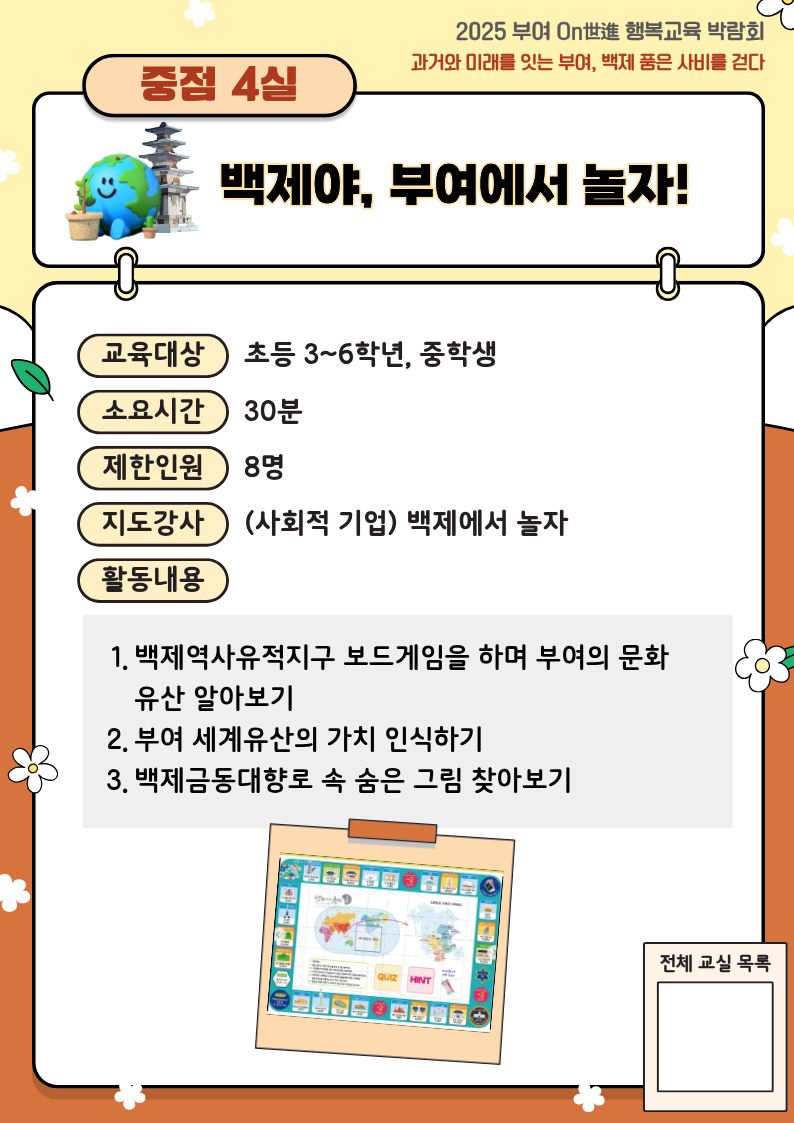 2025 부여 On世進 행복교육 박람회
과거와 미래를 잇는 부여, 백제 품은 사비를 걷다
중점 4실
백제야, 부여에서 놀자!
교육대상 초등 3~6학년, 중학생
소요시간 30분
제한인원 8명
지도강사 (사회적 기업) 백제에서 놀자
활동내용
1. 백제역사유적지구 보드게임을 하며 부여의 문화
유산 알아보기
2. 부여 세계유산의 가치 인식하기
3. 백제금동대향로 속 숨은 그림 찾아보기
QUIZ
HINT
전체 교실 목록